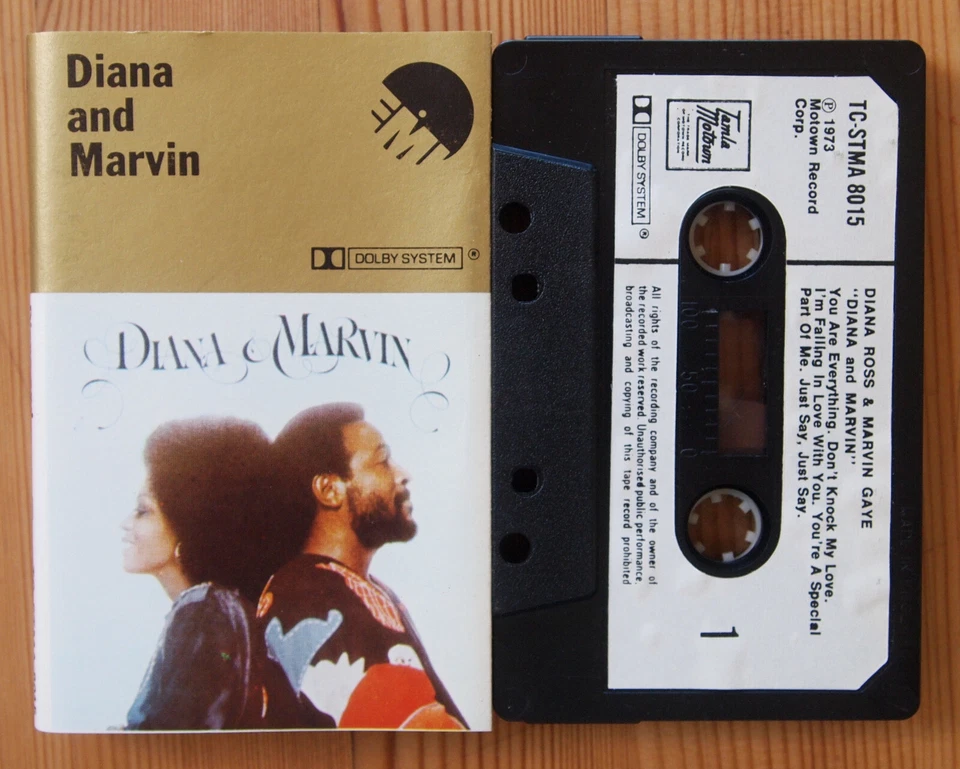 Diana
and
Marvin
EMI
DOLBY SYSTEM ®
DIANA & MARVIN
TC-STMA 8015
℗ 1973
Motown Record
Corp.
Tamla
Motown
DOLBY SYSTEM ®
DIANA ROSS & MARVIN GAYE
"DIANA and MARVIN"
You Are Everything. Don't Knock My Love.
I'm Falling In Love With You. You're A Special
Part Of Me. Just Say, Just Say.
100 50 0
All rights of the recording company and of the owner of
the recorded work reserved. Unauthorised public performance,
broadcasting and copying of this tape record prohibited
1